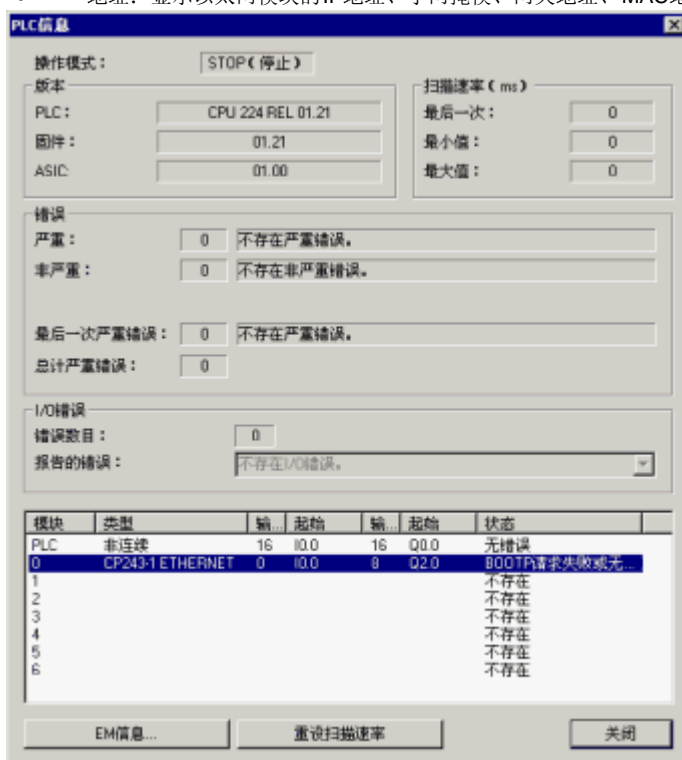 地址：显示以太网模块的IP地址、子网掩模、网关地址、MAC地
PLC信息
操作模式： STOP（停止）
版本 扫描速率（ms）
PLC： CPU 224 REL 01.21 最后一次： 0
固件： 01.21 最小值： 0
ASIC: 01.00 最大值： 0
错误
严重： 0 不存在严重错误。
非严重： 0 不存在非严重错误。
最后一次严重错误： 0 不存在严重错误。
总计严重错误： 0
I/O错误
错误数目： 0
报告的错误： 不存在I/O错误。
模块 类型 输... 起始 输... 起始 状态
PLC 非连续 16 I0.0 16 Q0.0 无错误
0 CP243-1 ETHERNET 0 I0.0 8 Q2.0 BOOTP请求失败或无...
1 不存在
2 不存在
3 不存在
4 不存在
5 不存在
6 不存在
EM信息... 重设扫描速率 关闭